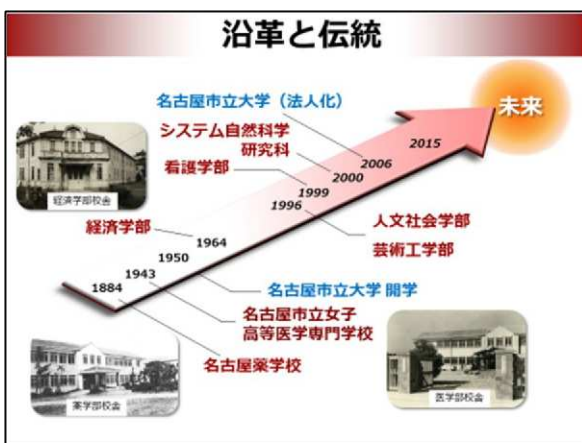 沿革と伝統
未来
名古屋市立大学（法人化）
システム自然科学
研究科
看護学部
経済学部校舎
経済学部
2015
2006
2000
1999
1996
1964
1950
1943
1884
人文社会学部
芸術工学部
名古屋市立大学 開学
名古屋市立女子
高等医学専門学校
名古屋薬学校
薬学部校舎
医学部校舎